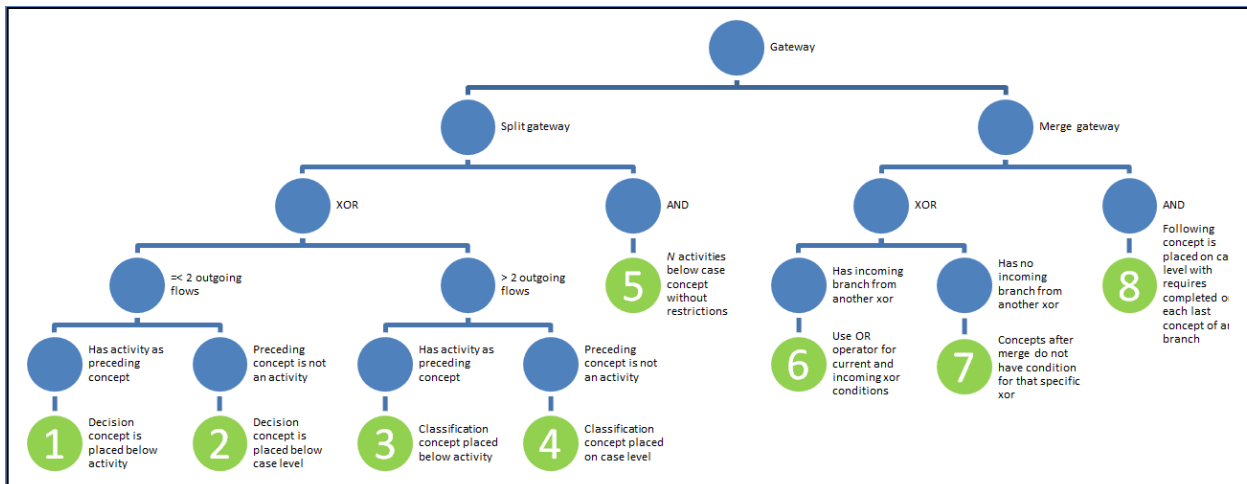 Gateway
Split gateway
Merge gateway
XOR
AND
XOR
AND
=< 2 outgoing
flows
> 2 outgoing
flows
5
N activities
below case
concept
without
restrictions
Has incoming
branch from
another xor
Has no
incoming
branch from
another xor
8
Following
concept is
placed on
level with
requires
completed
each last
concept of
branch
Has activity as
preceding
concept
Preceding
concept is not
an activity
Has activity as
preceding
concept
Preceding
concept is not
an activity
6
Use OR
operator for
current and
incoming xor
conditions
7
Concepts after
merge do not
have condition
for that specific
xor
1
Decision
concept is
placed below
activity
2
Decision
concept is
placed below
case level
3
Classification
concept placed
below activity
4
Classification
concept placed
on case level